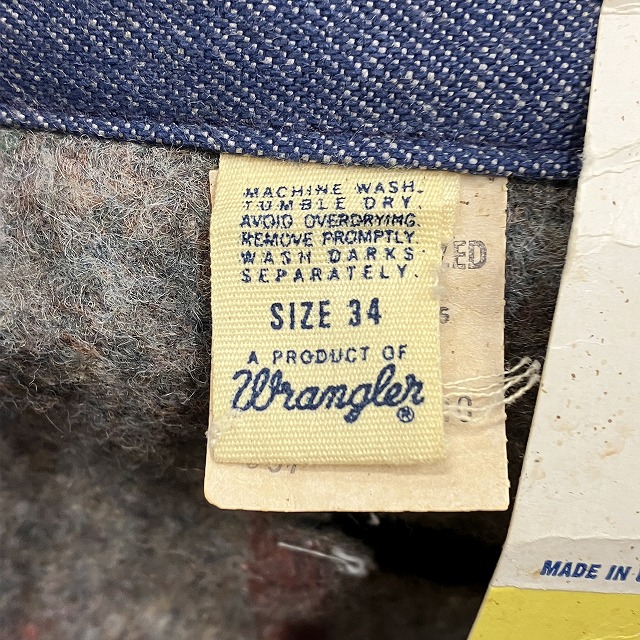 MACHINE WASH.
TUMBLE DRY.
AVOID OVERDRYING.
REMOVE PROMPTLY.
WASH DARKS
SEPARATELY.
SIZE 34
A PRODUCT OF
Wrangler®
MADE IN